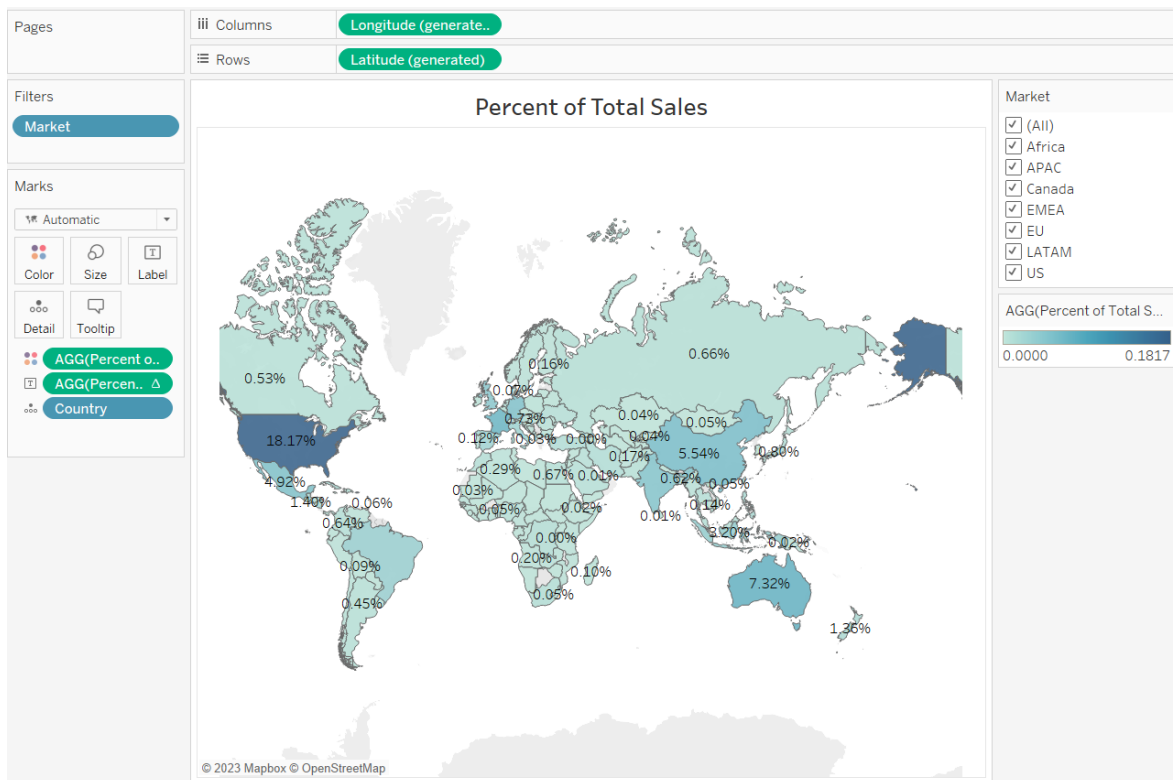 Pages
Columns
Longitude (generate..
Rows
Latitude (generated)
Filters
Market
Marks
Automatic
Color
Size
Label
Detail
Tooltip
AGG(Percent o..
AGG(Percen.. Δ
Country
Percent of Total Sales
0.66%
0.16%
0.53%
0.07%
0.73%
0.04%
0.05%
18.17%
0.12%
0.03%
0.00%
0.04%
0.80%
5.54%
0.17%
0.29%
0.67%
0.01%
0.62%
0.05%
4.92%
0.03%
1.46%
0.06%
0.35%
0.02%
0.14%
0.01%
0.64%
3.20%
0.00%
0.02%
0.20%
0.09%
0.10%
7.32%
0.05%
0.45%
1.36%
© 2023 Mapbox © OpenStreetMap
Market
(All)
Africa
APAC
Canada
EMEA
EU
LATAM
US
AGG(Percent of Total S...
0.0000
0.1817